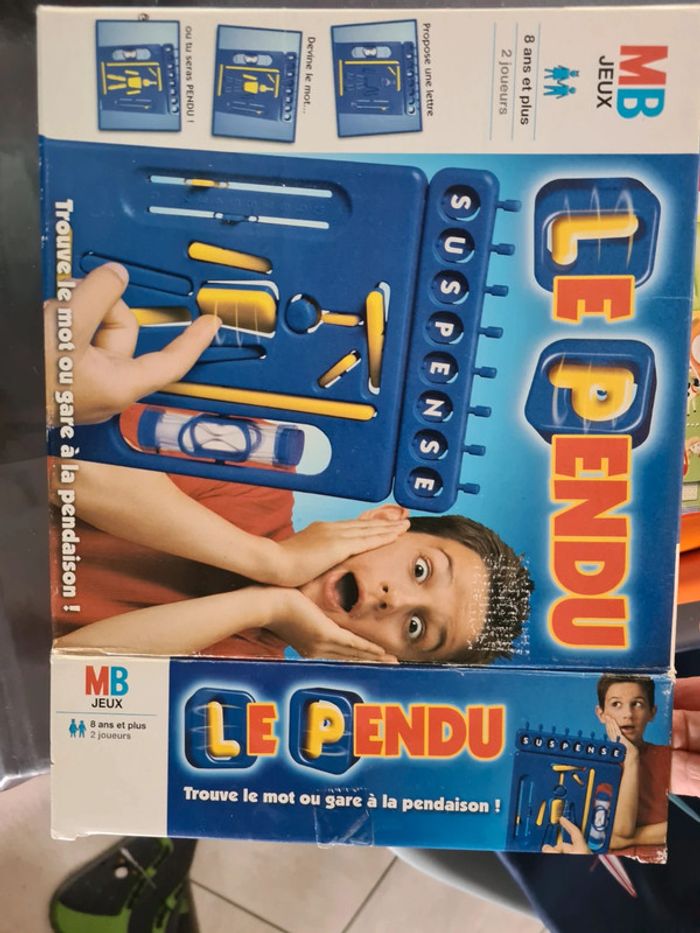 MB
JEUX
8 ans et plus
2 joueurs
Propose une lettre
Devine le mot...
ou tu seras PENDU !
LE PENDU
SUSPENSE
Trouve le mot ou gare à la pendaison !
MB
JEUX
8 ans et plus
2 joueurs
LE PENDU
Trouve le mot ou gare à la pendaison !
SUSPENSE